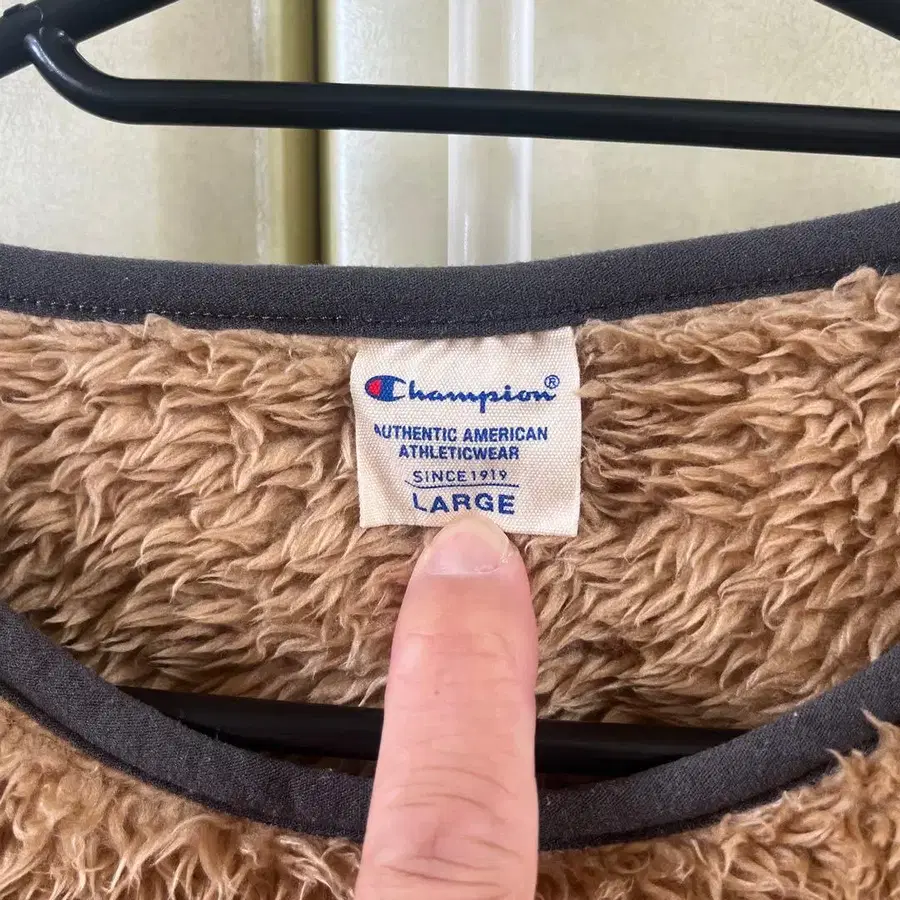 Champion®
AUTHENTIC AMERICAN
ATHLETICWEAR
SINCE 1919
LARGE